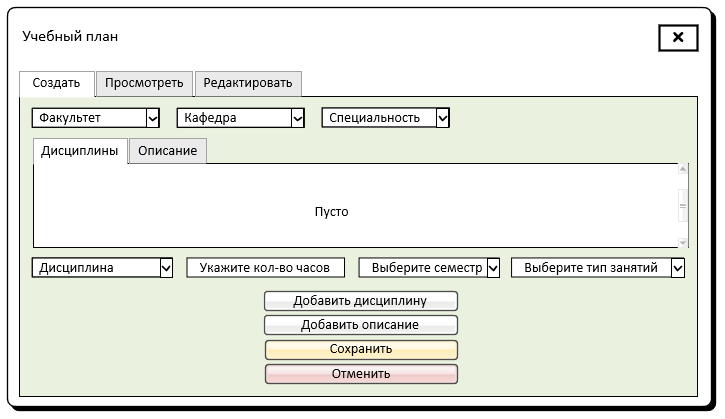 Учебный план
Создать Просмотреть Редактировать
Факультет Кафедра Специальность
Дисциплины Описание
Пусто
Дисциплина Укажите кол-во часов Выберите семестр Выберите тип занятий
Добавить дисциплину
Добавить описание
Сохранить
Отменить